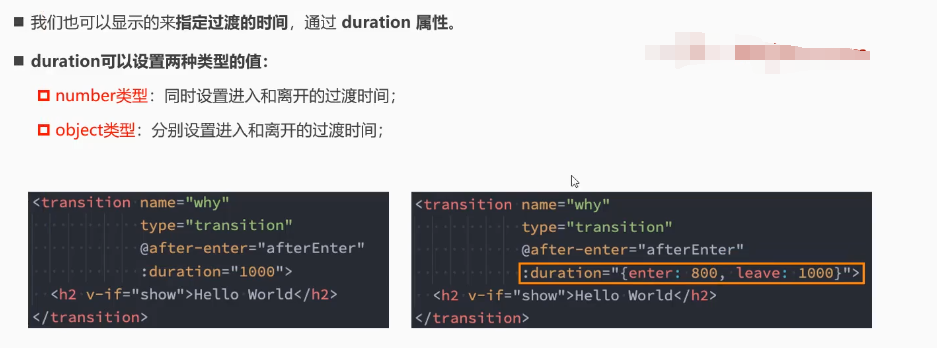 我们也可以显示的来指定过渡的时间，通过 duration 属性。
duration可以设置两种类型的值：
number类型：同时设置进入和离开的过渡时间；
object类型：分别设置进入和离开的过渡时间；
<transition name="why"
type="transition"
@after-enter="afterEnter"
:duration="1000">
<h2 v-if="show">Hello World</h2>
</transition>
<transition name="why"
type="transition"
@after-enter="afterEnter"
:duration="{enter: 800, leave: 1000}">
<h2 v-if="show">Hello World</h2>
</transition>